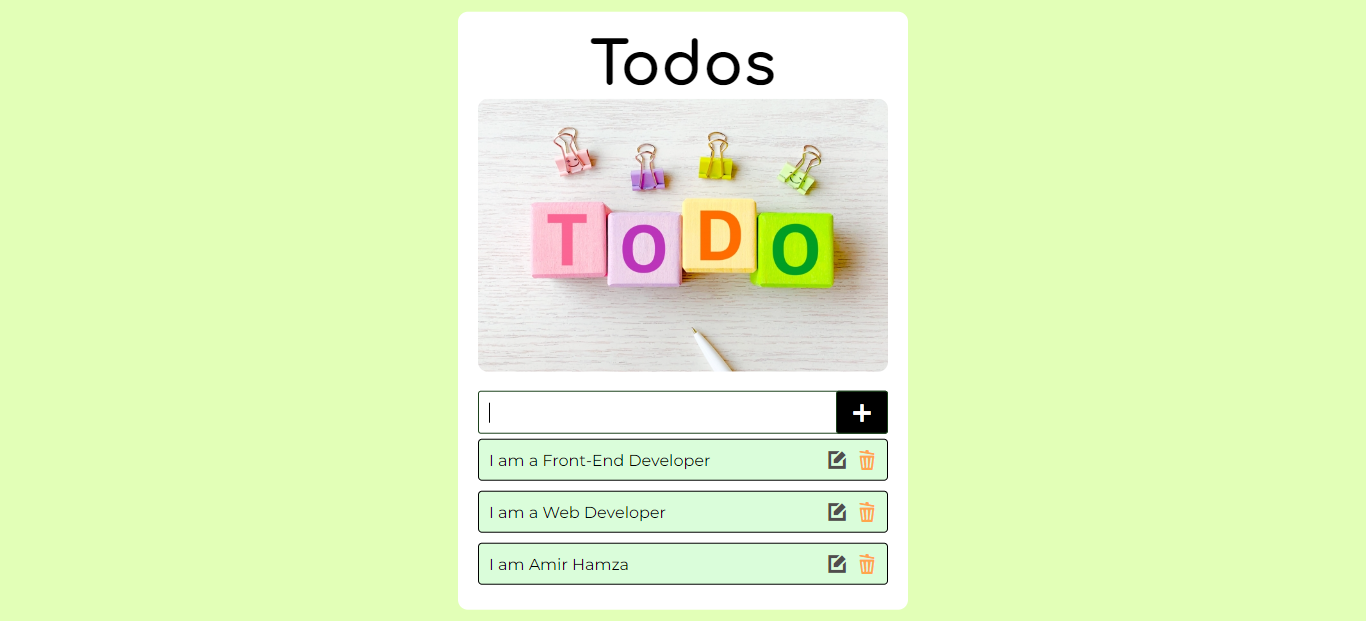 Todos
TODO
I am a Front-End Developer
I am a Web Developer
I am Amir Hamza